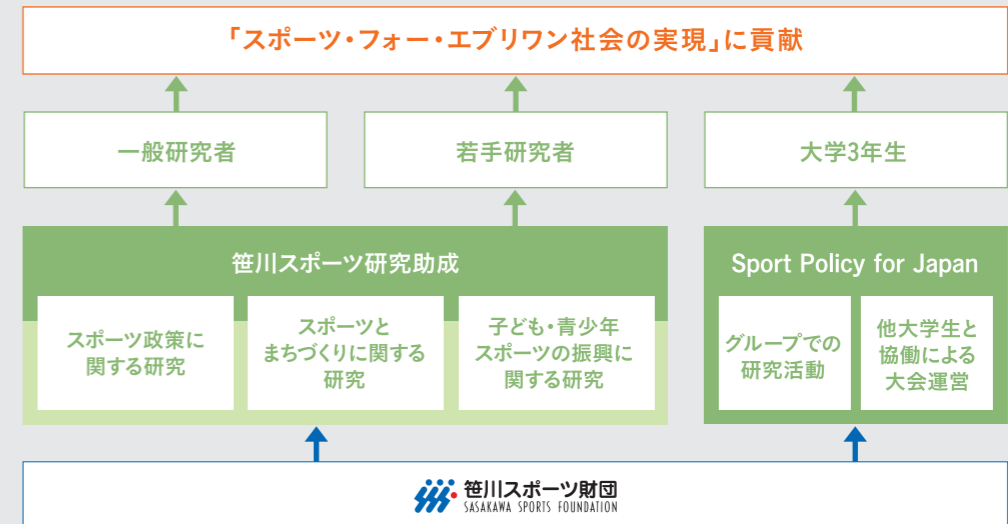 「スポーツ・フォー・エブリワン社会の実現」に貢献
一般研究者
若手研究者
大学3年生
笹川スポーツ研究助成
スポーツ政策に
関する研究
スポーツと
まちづくりに関する
研究
子ども・青少年
スポーツの振興に
関する研究
Sport Policy for Japan
グループでの
研究活動
他大学生と
協働による
大会運営
笹川スポーツ財団
SASAKAWA SPORTS FOUNDATION